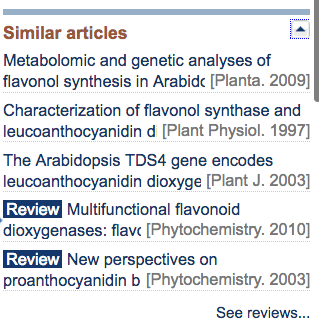 Similar articles
Metabolomic and genetic analyses of
flavonol synthesis in Arabidc [Planta. 2009]
Characterization of flavonol synthase and
leucoanthocyanidin d [Plant Physiol. 1997]
The Arabidopsis TDS4 gene encodes
leucoanthocyanidin dioxyge [Plant J. 2003]
Review Multifunctional flavonoid
dioxygenases: flavc [Phytochemistry. 2010]
Review New perspectives on
proanthocyanidin b [Phytochemistry. 2003]
See reviews...